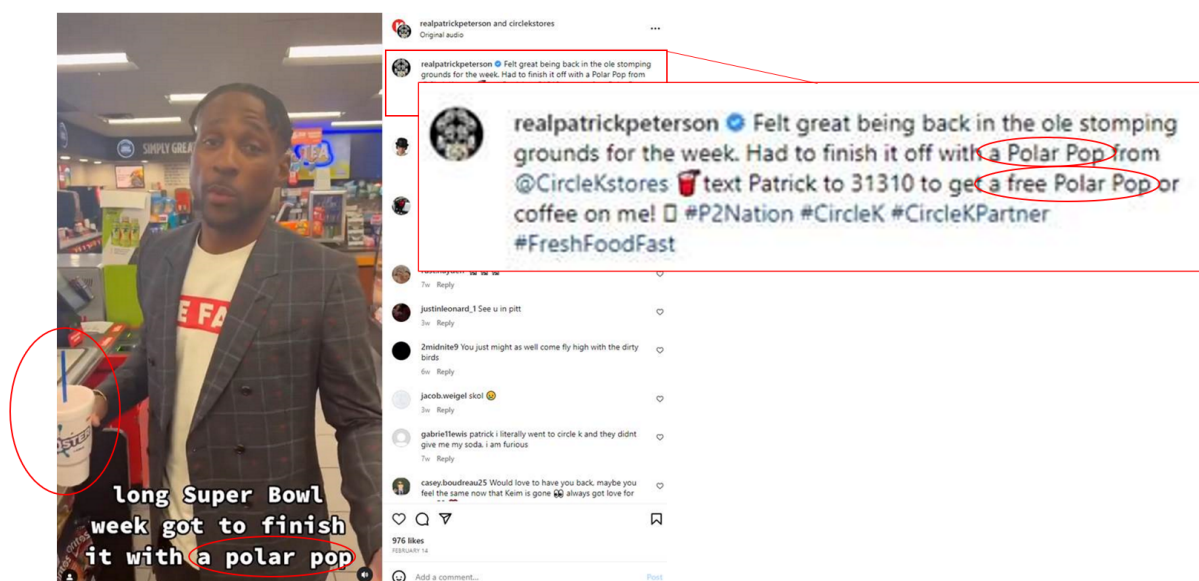 SIMPLY GREA
TEA
E FA
OSTER
long Super Bowl
week got to finish
it with a polar pop
realpatrickpeterson and circlekstores
Original audio
realpatrickpeterson Felt great being back in the ole stomping
grounds for the week. Had to finish it off with a Polar Pop from
realpatrickpeterson Felt great being back in the ole stomping
grounds for the week. Had to finish it off with a Polar Pop from
@CircleKstores text Patrick to 31310 to get a free Polar Pop or
coffee on me! #P2Nation #CircleK #CircleKPartner
#FreshFoodFast
7w Reply
justinleonard_1 See u in pitt
3w Reply
2midnite9 You just might as well come fly high with the dirty
birds
6w Reply
jacob.weigel skol
3w Reply
gabrie11ewis patrick i literally went to circle k and they didnt
give me my soda. i am furious
7w Reply
casey.boudreau25 Would love to have you back, maybe you
feel the same now that Keim is gone always got love for
976 likes
FEBRUARY 14
Add a comment...
Post